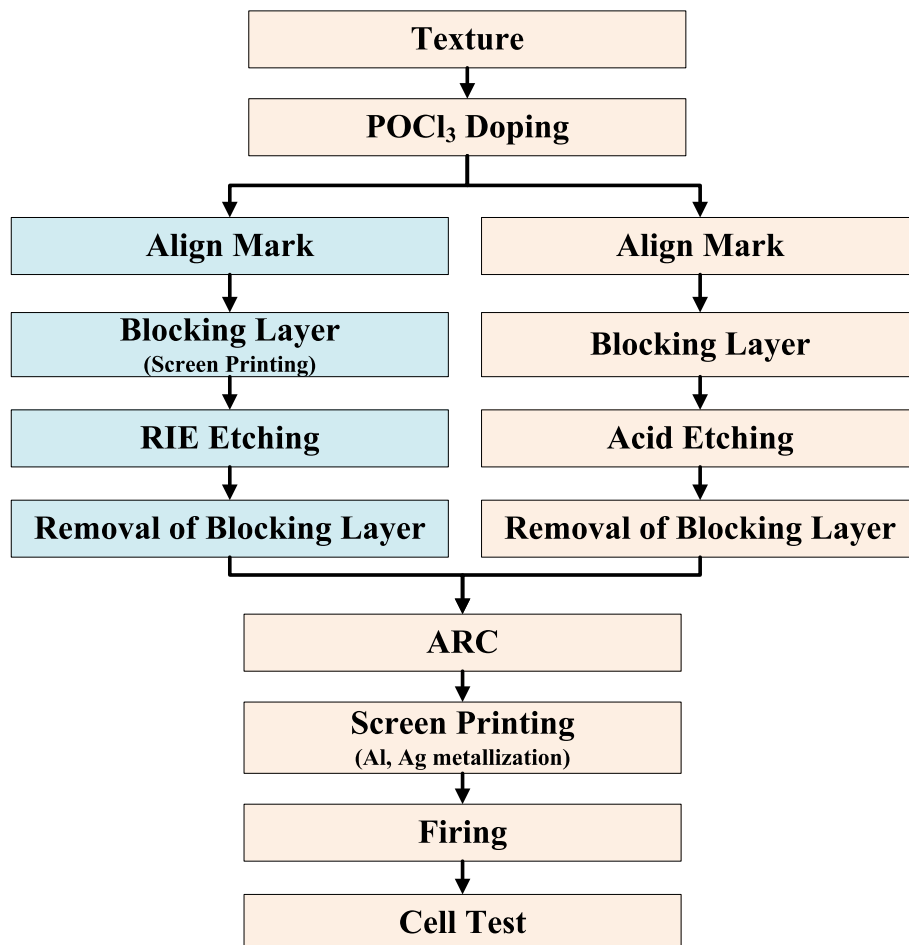 Texture
POCl₃ Doping
Align Mark
Blocking Layer
(Screen Printing)
RIE Etching
Removal of Blocking Layer
Align Mark
Blocking Layer
Acid Etching
Removal of Blocking Layer
ARC
Screen Printing
(Al, Ag metallization)
Firing
Cell Test